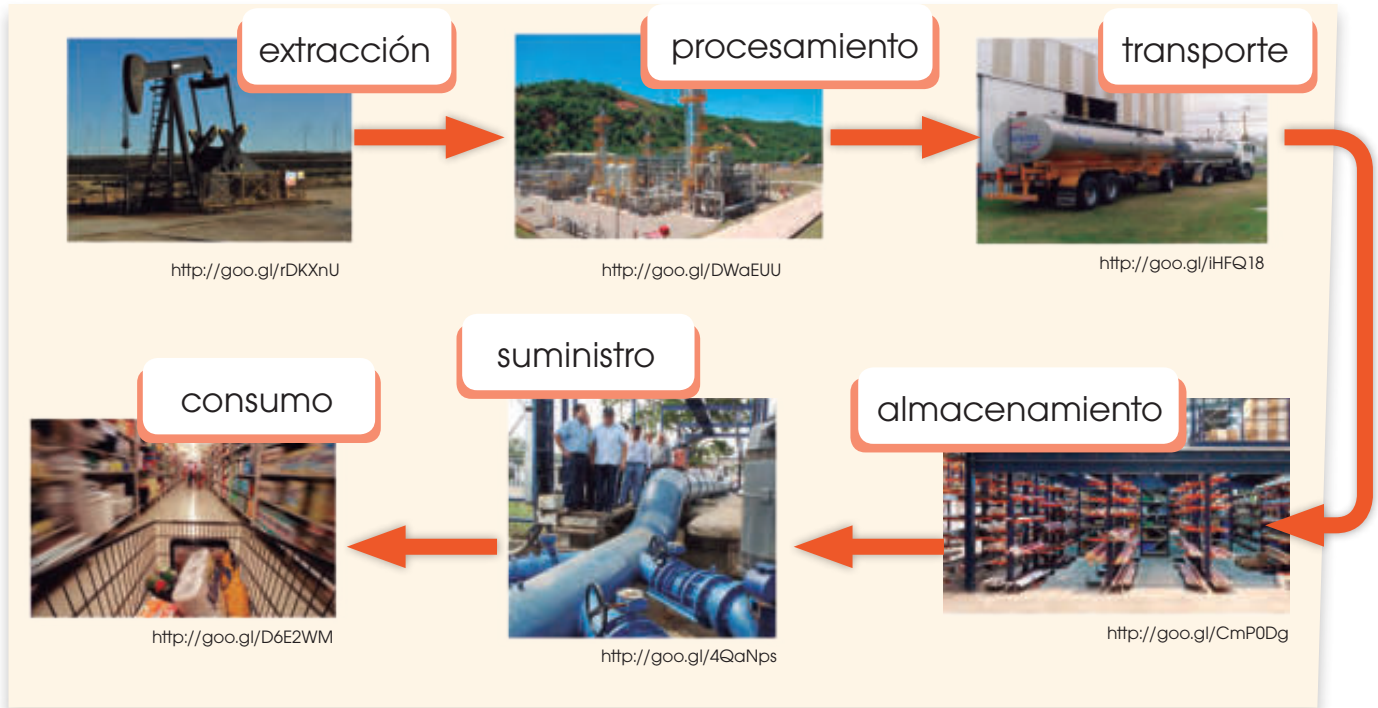 extracción
procesamiento
transporte
http://goo.gl/rDKXnU
http://goo.gl/DWaEUU
http://goo.gl/iHFQ18
almacenamiento
http://goo.gl/CmP0Dg
suministro
http://goo.gl/4QaNps
consumo
http://goo.gl/D6E2WM